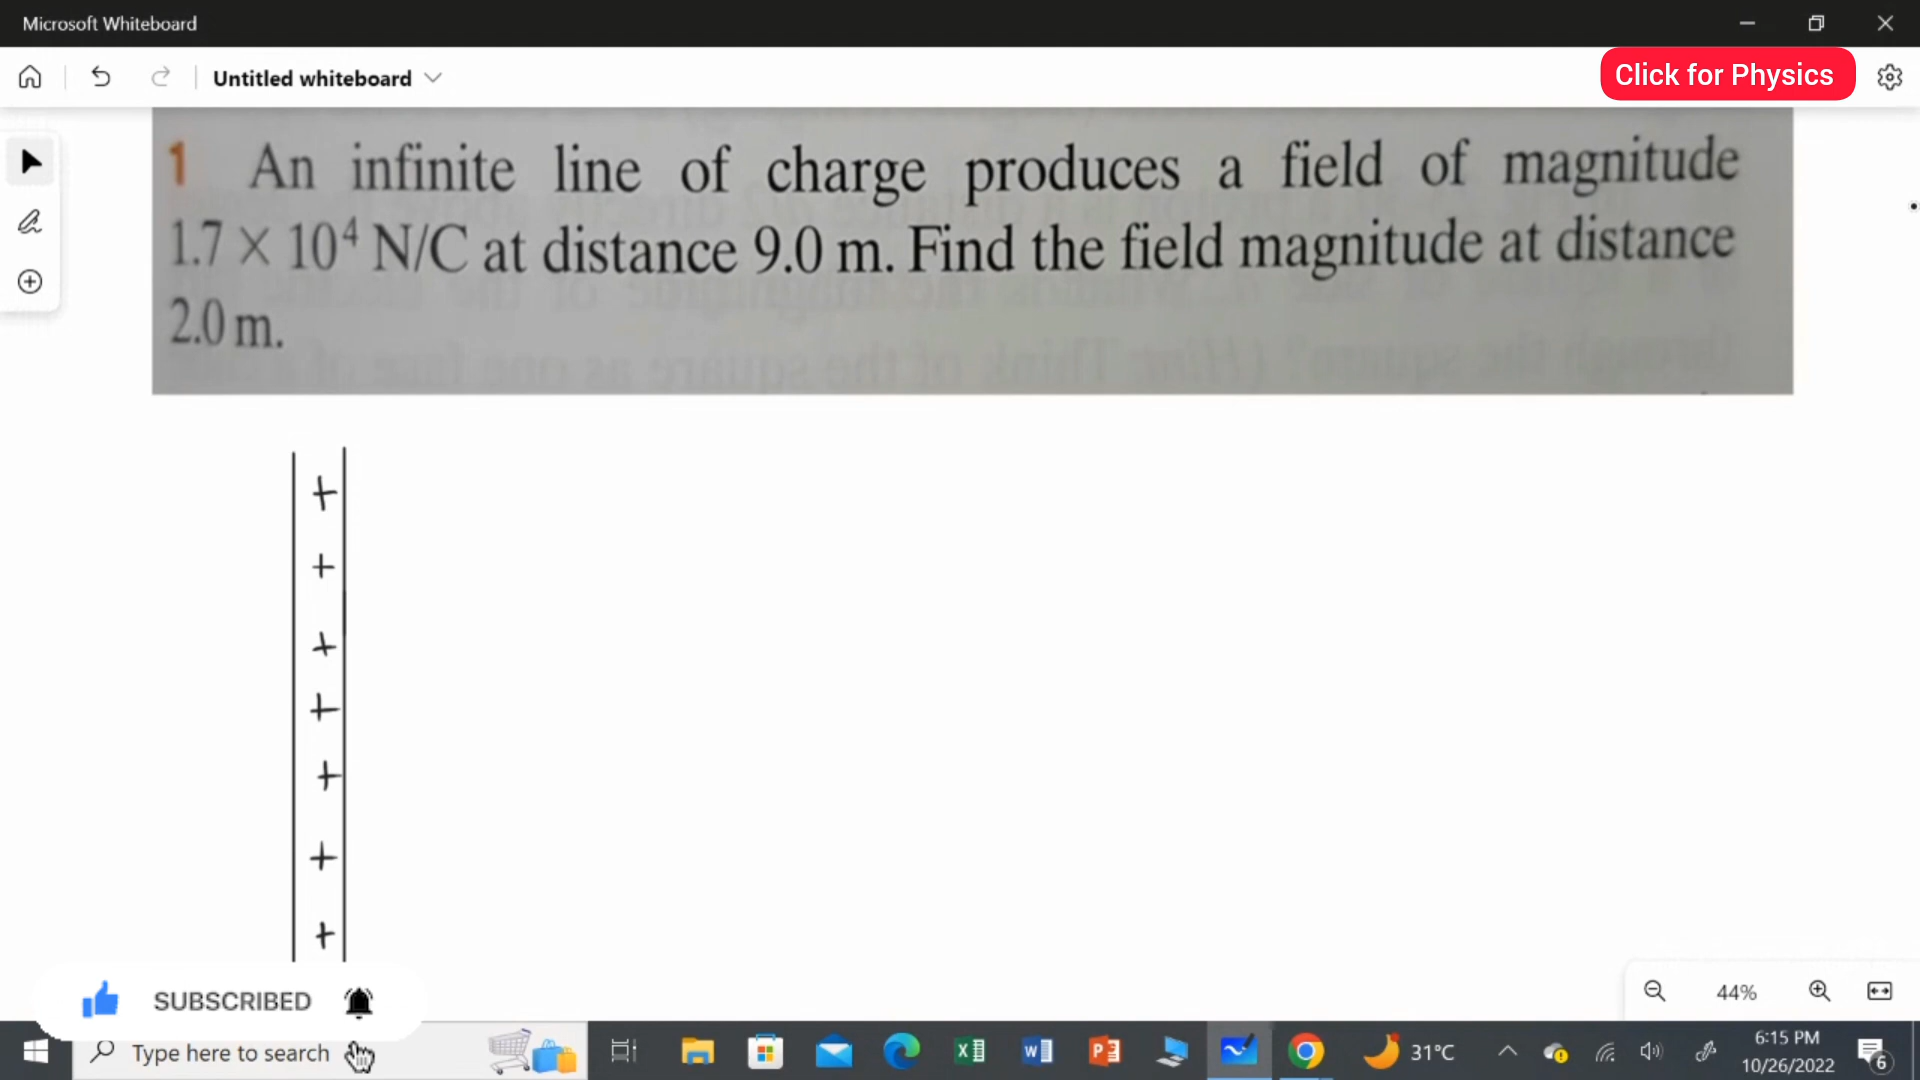 Microsoft Whiteboard
Untitled whiteboard
Click for Physics
1 An infinite line of charge produces a field of magnitude
1.7 × 10⁴ N/C at distance 9.0 m. Find the field magnitude at distance
2.0 m.
+
+
+
+
+
+
+
SUBSCRIBED
44%
Type here to search
31°C
6:15 PM
10/26/2022
6